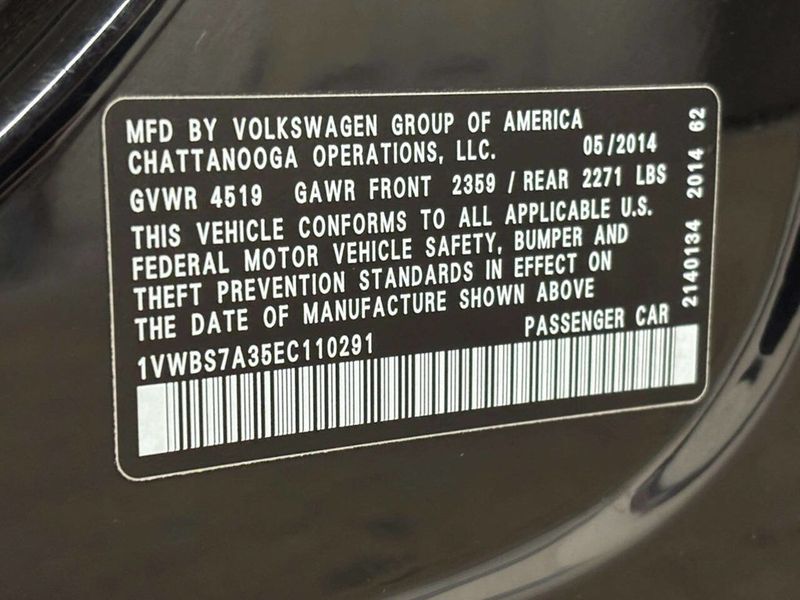 MFD BY VOLKSWAGEN GROUP OF AMERICA
CHATTANOOGA OPERATIONS, LLC. 05/2014
GVWR 4519 GAWR FRONT 2359 / REAR 2271 LBS
THIS VEHICLE CONFORMS TO ALL APPLICABLE U.S.
FEDERAL MOTOR VEHICLE SAFETY, BUMPER AND
THEFT PREVENTION STANDARDS IN EFFECT ON
THE DATE OF MANUFACTURE SHOWN ABOVE
PASSENGER CAR
1VWBS7A35EC110291
2140134 2014 62